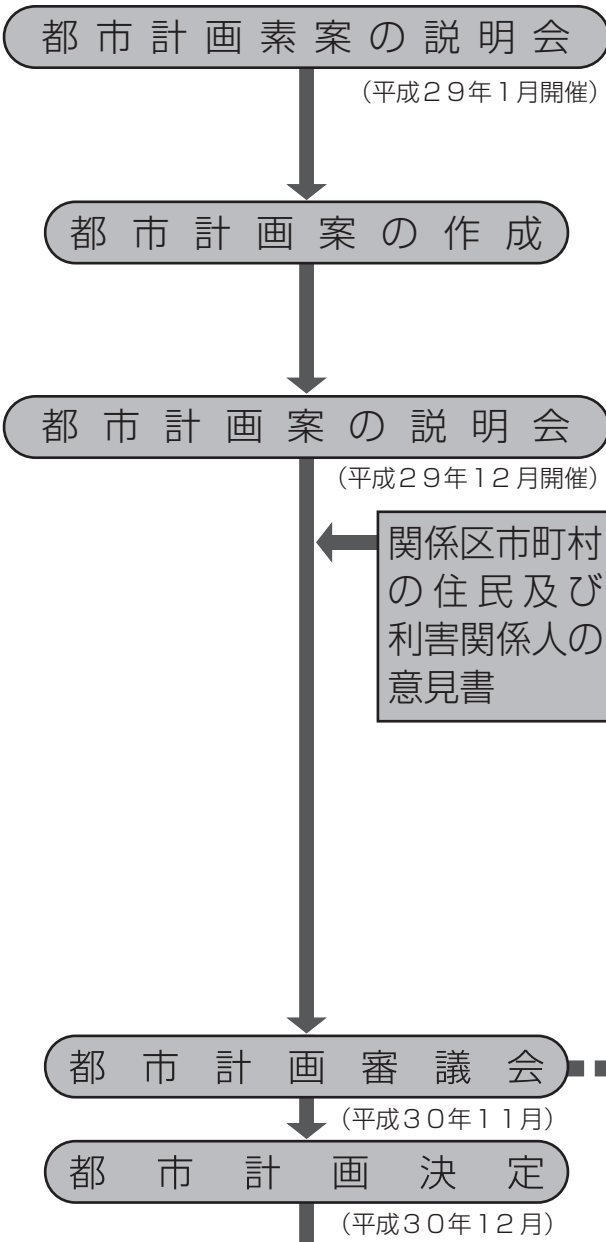 都市計画素案の説明会
（平成２９年１月開催）
都市計画案の作成
都市計画案の説明会
（平成２９年１２月開催）
関係区市町村
の住民及び
利害関係人の
意見書
都市計画審議会
（平成３０年１１月）
都市計画決定
（平成３０年１２月）